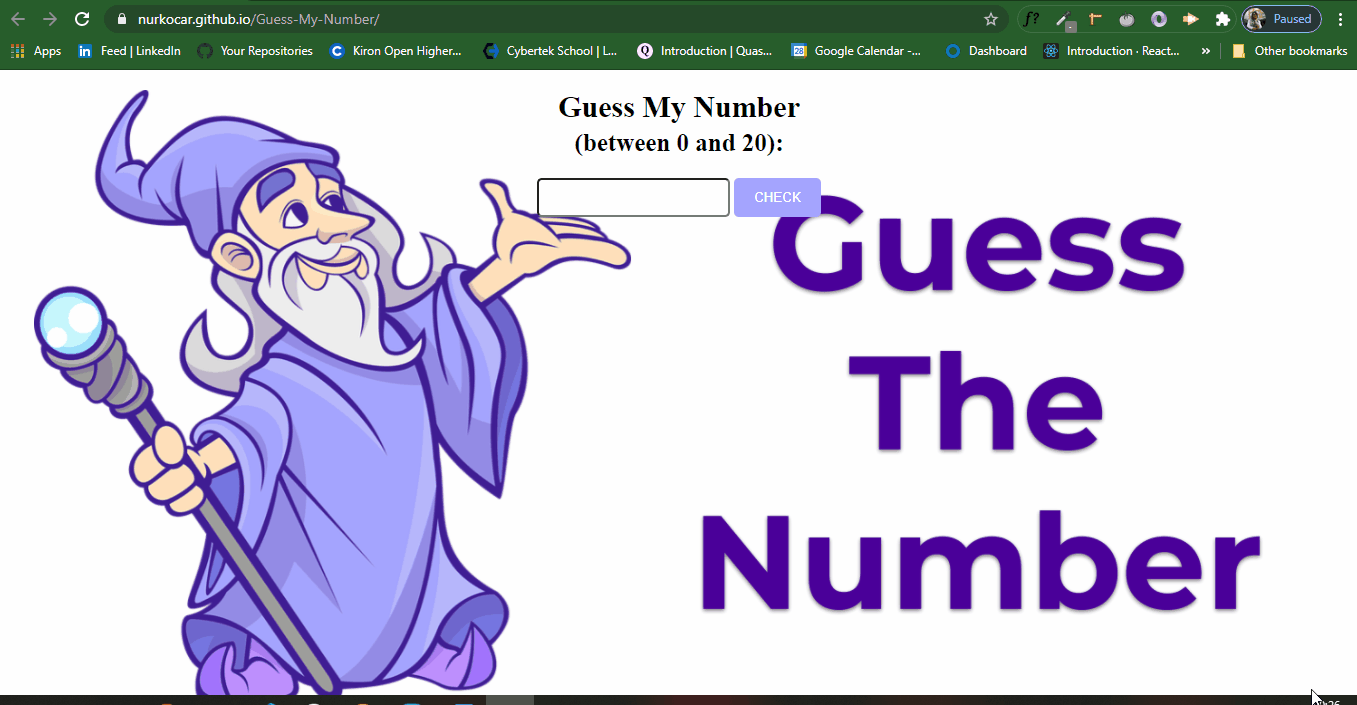 nurkocar.github.io/Guess-My-Number/
f?
Paused
Apps
Feed | LinkedIn
Your Repositories
Kiron Open Higher...
Cybertek School | L...
Introduction | Quas...
28
Google Calendar -...
Dashboard
Introduction · React...
»
Other bookmarks
Guess My Number
(between 0 and 20):
CHECK
Guess
The
Number